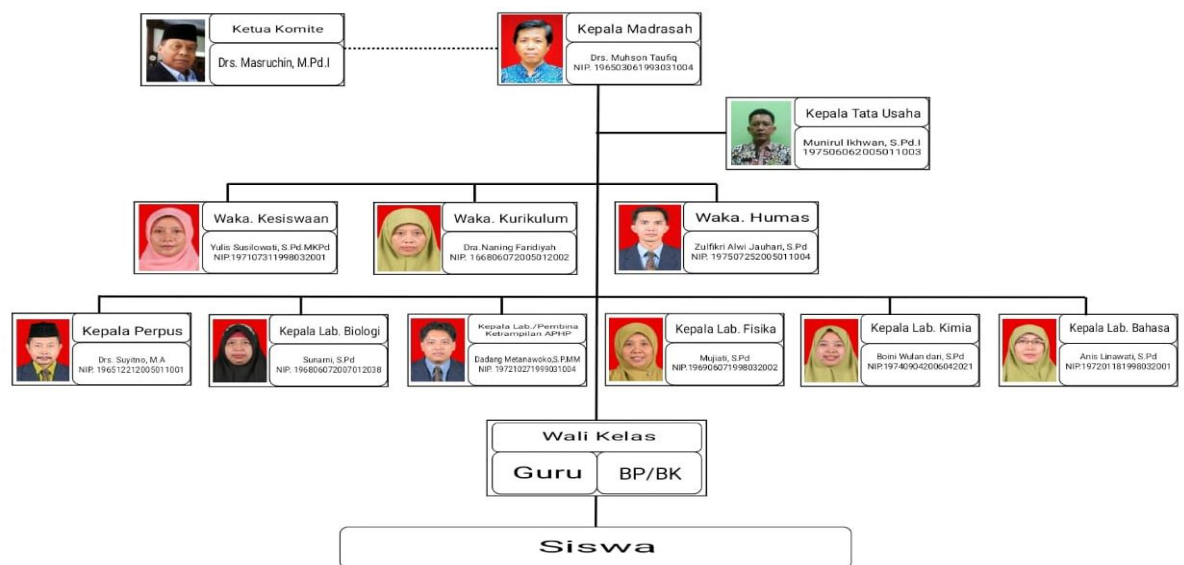 Ketua Komite
Drs. Masruchin, M.Pd.I
Kepala Madrasah
Drs. Muhson Taufiq
NIP. 196503061993031004
Kepala Tata Usaha
Munirul Ikhwan, S.Pd.I
197506062005011003
Waka. Kesiswaan
Yulis Susilowati, S.Pd.MKPd
NIP.197107311998032001
Waka. Kurikulum
Dra.Naning Faridiyah
NIP. 166806072005012002
Waka. Humas
Zulfikri Alwi Jauhari, S.Pd
NIP. 197507252005011004
Kepala Perpus
Drs. Suyitno, M.A
NIP. 196512212005011001
Kepala Lab. Biologi
Sunarni, S.Pd
NIP. 196806072007012038
Kepala Lab./Pembina
Ketrampilan APHP
Dadang Metanawoko,S.P.MM
NIP. 197210271999031004
Kepala Lab. Fisika
Mujiati, S.Pd
NIP.196906071998032002
Kepala Lab. Kimia
Boini Wulan dari, S.Pd
NIP.197409042006042021
Kepala Lab. Bahasa
Anis Linawati, S.Pd
NIP.197201181998032001
Wali Kelas
Guru
BP/BK
Siswa